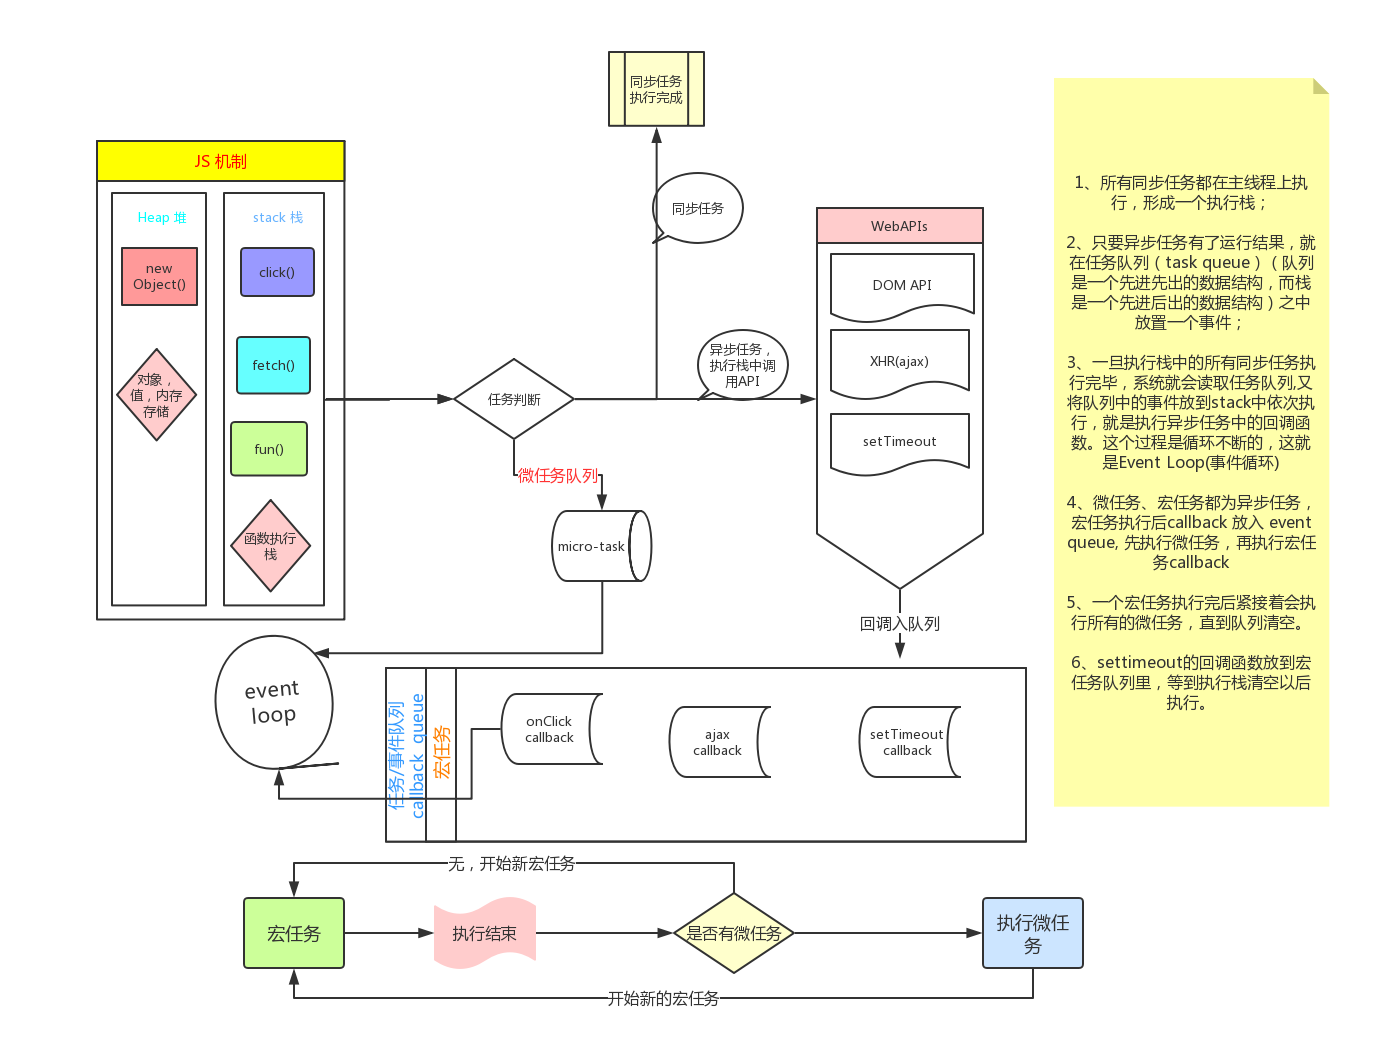 同步任务
执行完成
JS 机制
Heap 堆
stack 栈
new
Object()
click()
对象，
值，内存
存储
fetch()
fun()
函数执行
栈
同步任务
异步任务，
执行栈中调
用API
任务判断
微任务队列
micro-task
WebAPIs
DOM API
XHR(ajax)
setTimeout
回调入队列
event
loop
任务/事件队列
callback queue
宏任务
onClick
callback
ajax
callback
setTimeout
callback
无，开始新宏任务
宏任务
执行结束
是否有微任务
执行微任
务
开始新的宏任务
1、所有同步任务都在主线程上执
行，形成一个执行栈；
2、只要异步任务有了运行结果，就
在任务队列（task queue）（队列
是一个先进先出的数据结构，而栈
是一个先进后出的数据结构）之中
放置一个事件；
3、一旦执行栈中的所有同步任务执
行完毕，系统就会读取任务队列,又
将队列中的事件放到stack中依次执
行，就是执行异步任务中的回调函
数。这个过程是循环不断的，这就
是Event Loop(事件循环)
4、微任务、宏任务都为异步任务，
宏任务执行后callback 放入 event
queue, 先执行微任务，再执行宏任
务callback
5、一个宏任务执行完后紧接着会执
行所有的微任务，直到队列清空。
6、settimeout的回调函数放到宏
任务队列里，等到执行栈清空以后
执行。